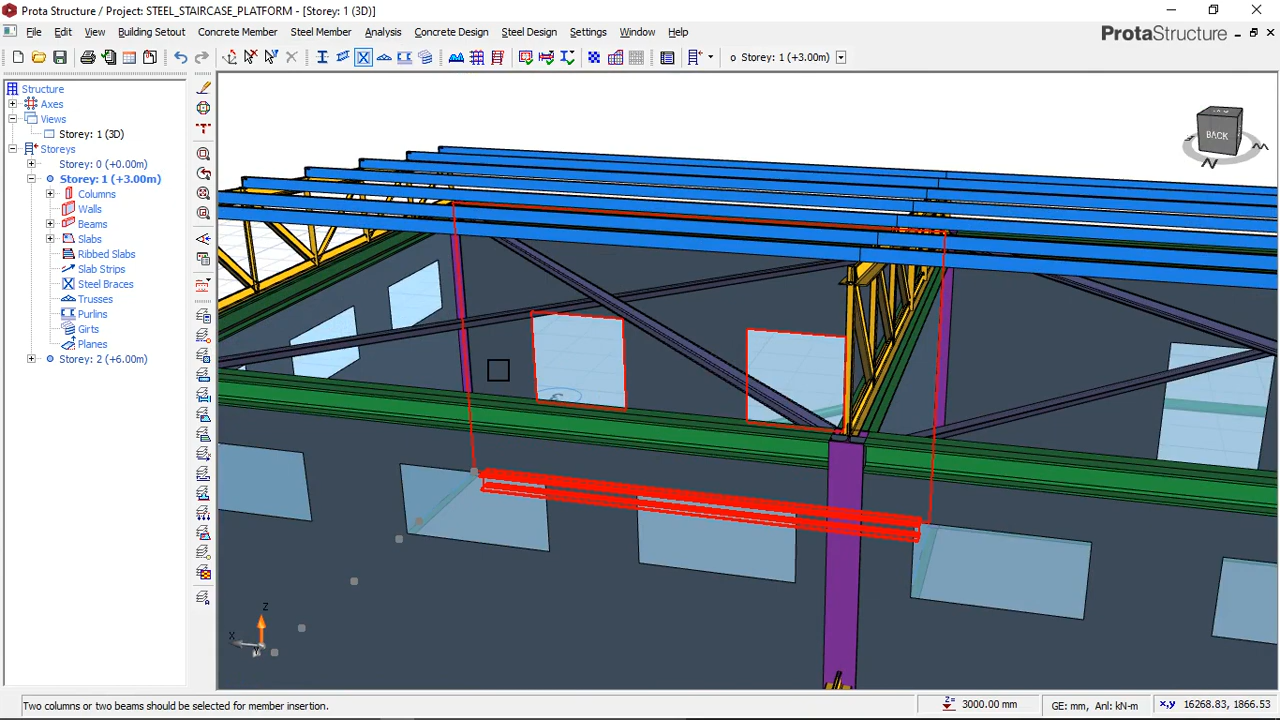 Prota Structure / Project: STEEL_STAIRCASE_PLATFORM - [Storey: 1 (3D)]
File Edit View Building Setout Concrete Member Steel Member Analysis Concrete Design Steel Design Settings Window Help
ProtaStructure
Storey: 1 (+3.00m)
Structure
Axes
Views
Storey: 1 (3D)
Storeys
Storey: 0 (+0.00m)
Storey: 1 (+3.00m)
Columns
Walls
Beams
Slabs
Ribbed Slabs
Slab Strips
Steel Braces
Trusses
Purlins
Girts
Planes
Storey: 2 (+6.00m)
BACK
Z
X
Two columns or two beams should be selected for member insertion.
Z= 3000.00 mm
GE: mm, Anl: kN-m
x,y 16268.83, 1866.53